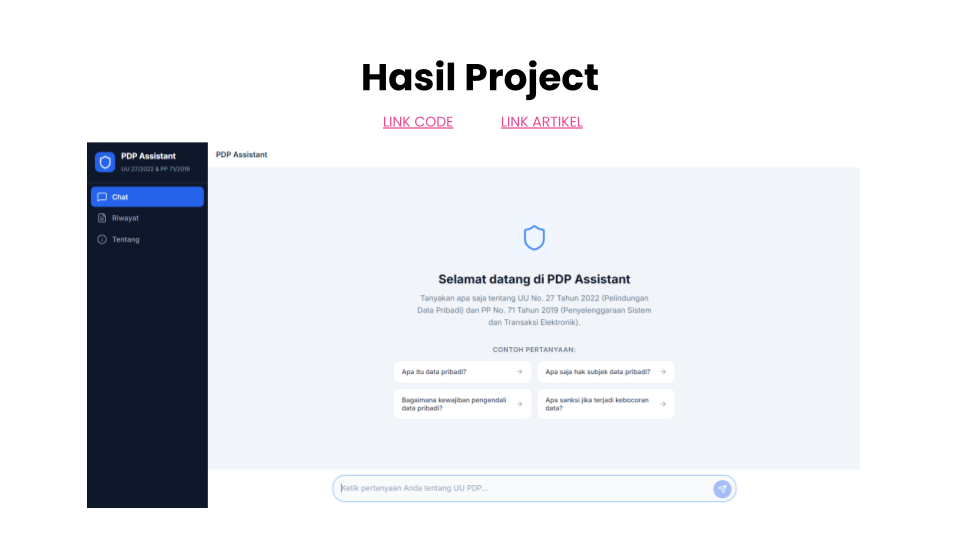 Hasil Project
LINK CODE
LINK ARTIKEL
PDP Assistant
UU 27/2022 & PP 71/2019
Chat
Riwayat
Tentang
PDP Assistant
Selamat datang di PDP Assistant
Tanyakan apa saja tentang UU No. 27 Tahun 2022 (Pelindungan
Data Pribadi) dan PP No. 71 Tahun 2019 (Penyelenggaraan Sistem
dan Transaksi Elektronik).
CONTOH PERTANYAAN:
Apa itu data pribadi?
Apa saja hak subjek data pribadi?
Bagaimana kewajiban pengendali
data pribadi?
Apa sanksi jika terjadi kebocoran
data?
Ketik pertanyaan Anda tentang UU PDP...